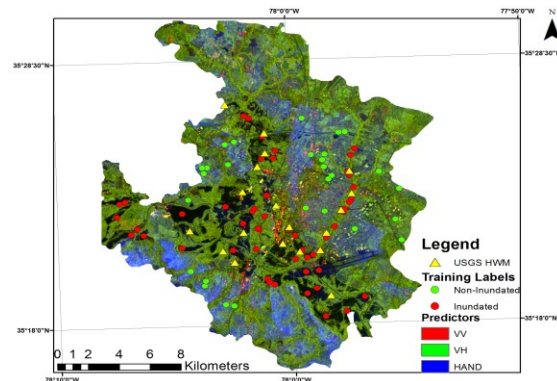 78°0'0"W
77°50'0"W
N
35°28'30"N
35°28'30"N
Legend
USGS HWM
Training Labels
Non-Inundated
Inundated
Predictors
VV
VH
HAND
35°18'0"N
35°18'0"N
0 1 2 4 6 8
Kilometers
78°10'0"W
78°0'0"W